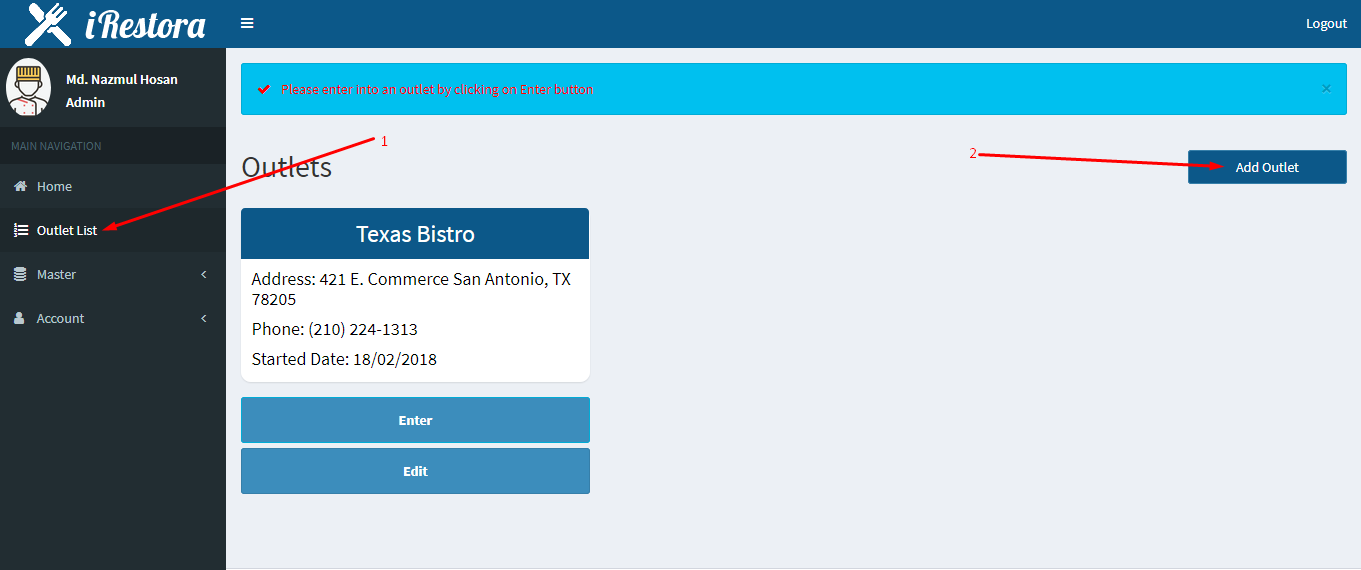 iRestora
Logout
Md. Nazmul Hosan
Admin
MAIN NAVIGATION
Home
Outlet List
Master
Account
Please enter into an outlet by clicking on Enter button
×
1
Outlets
2
Add Outlet
Texas Bistro
Address: 421 E. Commerce San Antonio, TX
78205
Phone: (210) 224-1313
Started Date: 18/02/2018
Enter
Edit